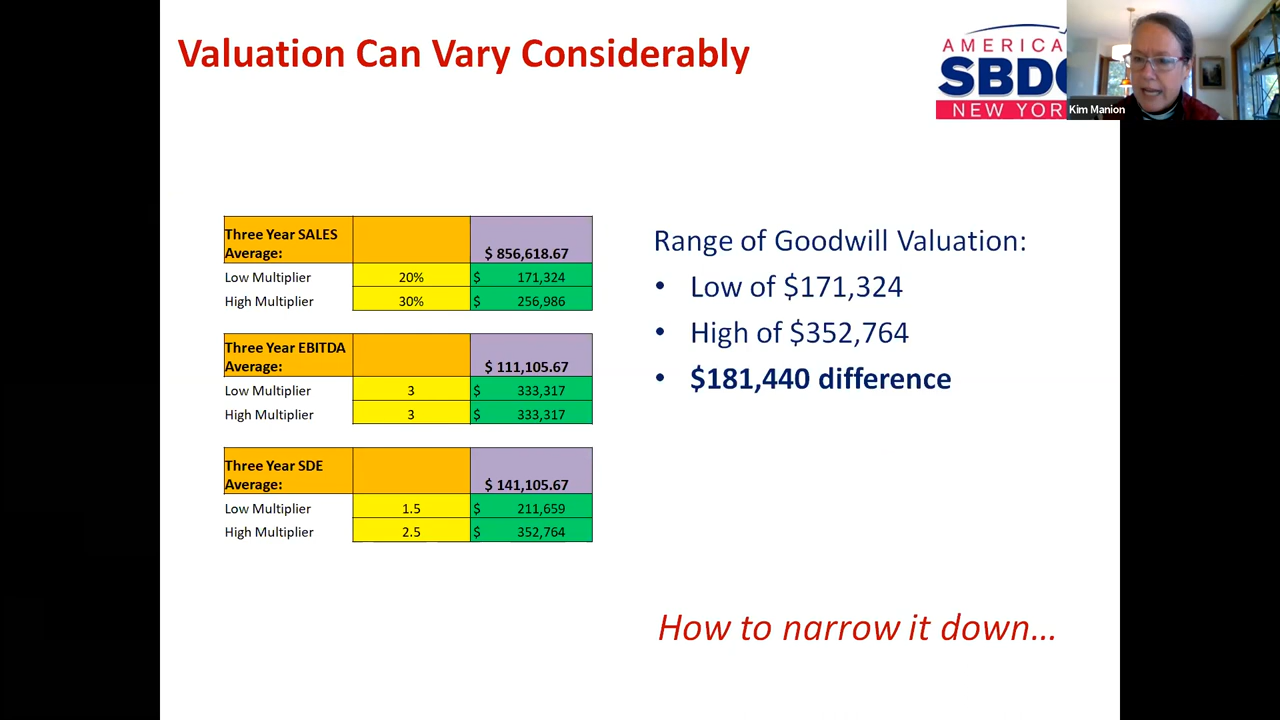 Valuation Can Vary Considerably
AMERICA
SBDC
NEW YOR
Kim Manion
Three Year SALES
Average:
$ 856,618.67
Low Multiplier 20% $ 171,324
High Multiplier 30% $ 256,986
Three Year EBITDA
Average:
$ 111,105.67
Low Multiplier 3 $ 333,317
High Multiplier 3 $ 333,317
Three Year SDE
Average:
$ 141,105.67
Low Multiplier 1.5 $ 211,659
High Multiplier 2.5 $ 352,764
Range of Goodwill Valuation:
• Low of $171,324
• High of $352,764
• $181,440 difference
How to narrow it down...